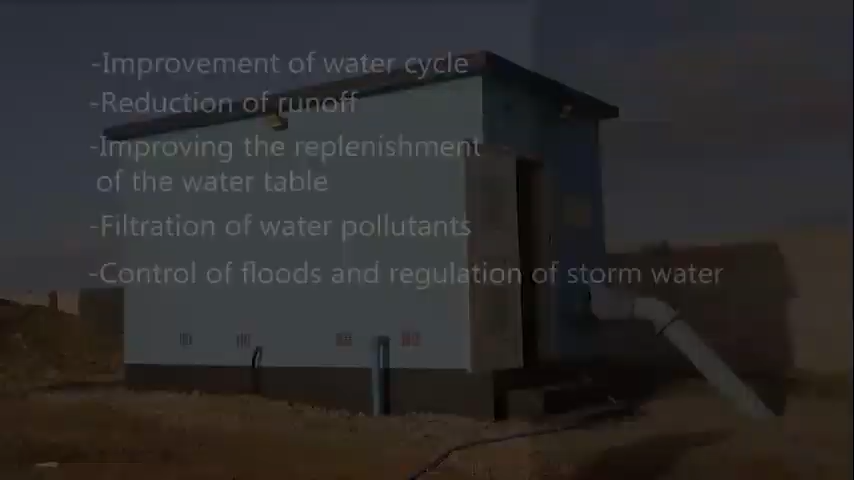 -Improvement of water cycle
-Reduction of runoff
-Improving the replenishment
of the water table
-Filtration of water pollutants
-Control of floods and regulation of storm water